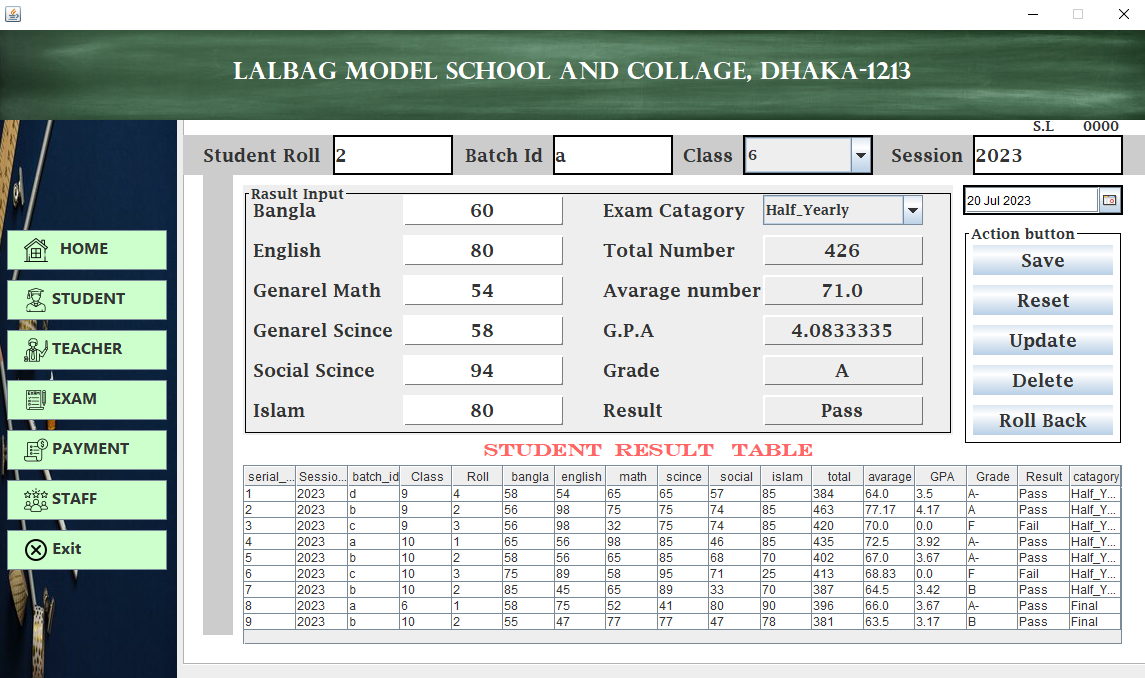 LALBAG MODEL SCHOOL AND COLLAGE, DHAKA-1213
S.L 0000
Student Roll 2 Batch Id a Class 6 Session 2023
HOME
STUDENT
TEACHER
EXAM
PAYMENT
STAFF
Exit
Rasult Input
Bangla 60 Exam Catagory Half_Yearly
English 80 Total Number 426
Genarel Math 54 Avarage number 71.0
Genarel Scince 58 G.P.A 4.0833335
Social Scince 94 Grade A
Islam 80 Result Pass
20 Jul 2023
Action button
Save
Reset
Update
Delete
Roll Back
STUDENT RESULT TABLE
serial_... Sessio... batch_id Class Roll bangla english math scince social islam total avarage GPA Grade Result catagory
1 2023 d 9 4 58 54 65 65 57 85 384 64.0 3.5 A- Pass Half_Y...
2 2023 b 9 2 56 98 75 75 74 85 463 77.17 4.17 A Pass Half_Y...
3 2023 c 9 3 56 98 32 75 74 85 420 70.0 0.0 F Fail Half_Y...
4 2023 a 10 1 65 56 98 85 46 85 435 72.5 3.92 A- Pass Half_Y...
5 2023 b 10 2 58 56 65 85 68 70 402 67.0 3.67 A- Pass Half_Y...
6 2023 c 10 3 75 89 58 95 71 25 413 68.83 0.0 F Fail Half_Y...
7 2023 b 10 2 85 45 65 89 33 70 387 64.5 3.42 B Pass Half_Y...
8 2023 a 6 1 58 75 52 41 80 90 396 66.0 3.67 A- Pass Final
9 2023 b 10 2 55 47 77 77 47 78 381 63.5 3.17 B Pass Final